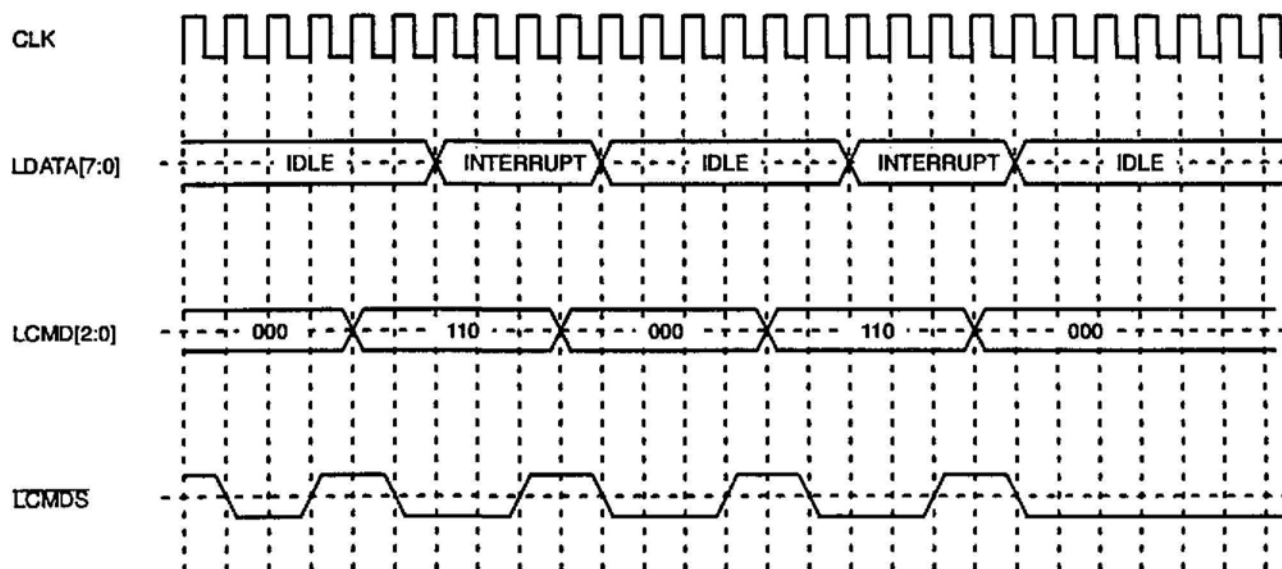 CLK
LDATA[7:0] IDLE INTERRUPT IDLE INTERRUPT IDLE
LCMD[2:0] 000 110 000 110 000
LCMDS